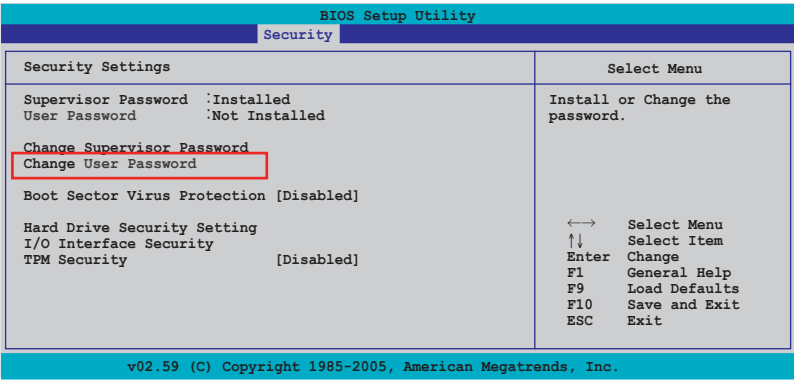 BIOS Setup Utility
Security
Security Settings
Supervisor Password :Installed
User Password :Not Installed
Change Supervisor Password
Change User Password
Boot Sector Virus Protection [Disabled]
Hard Drive Security Setting
I/O Interface Security
TPM Security [Disabled]
Select Menu
Install or Change the
password.
←→ Select Menu
↑↓ Select Item
Enter Change
F1 General Help
F9 Load Defaults
F10 Save and Exit
ESC Exit
v02.59 (C) Copyright 1985-2005, American Megatrends, Inc.